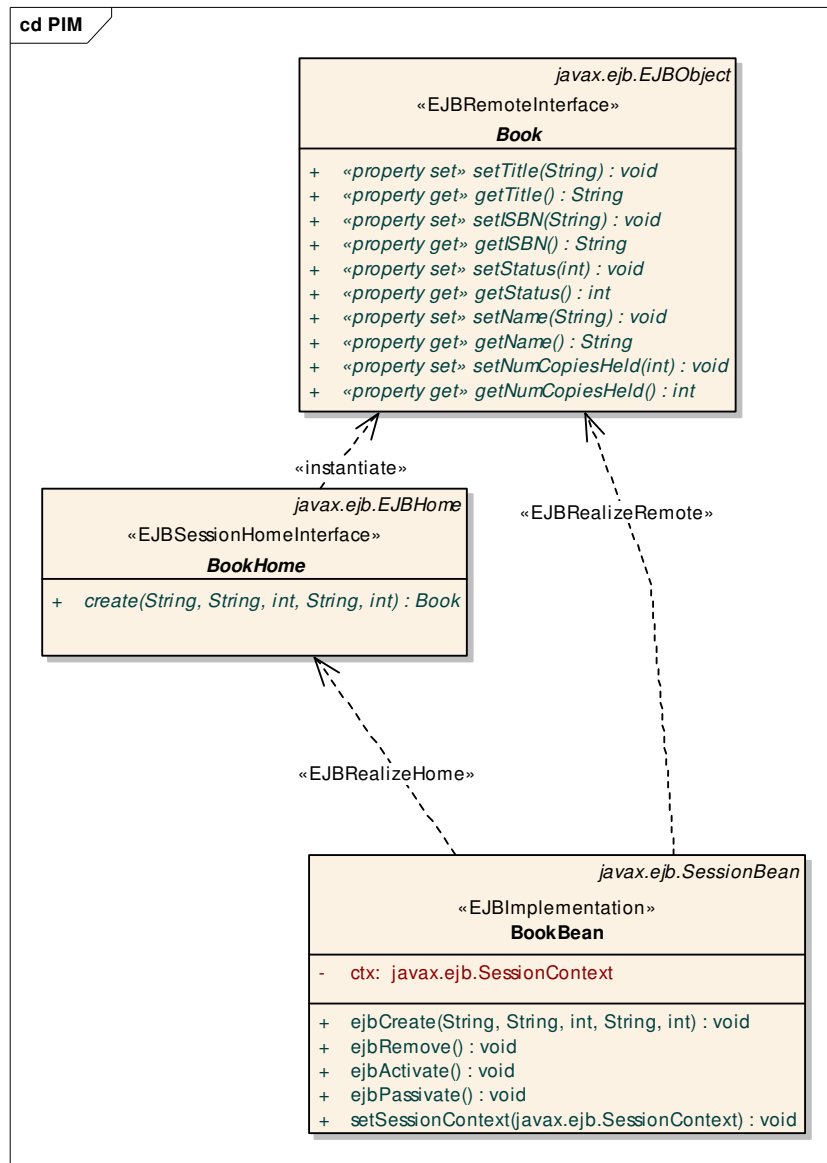 cd PIM
javax.ejb.EJBObject
«EJBRemoteInterface»
Book
+ «property set» setTitle(String) : void
+ «property get» getTitle() : String
+ «property set» setISBN(String) : void
+ «property get» getISBN() : String
+ «property set» setStatus(int) : void
+ «property get» getStatus() : int
+ «property set» setName(String) : void
+ «property get» getName() : String
+ «property set» setNumCopiesHeld(int) : void
+ «property get» getNumCopiesHeld() : int
«instantiate»
javax.ejb.EJBHome
«EJBSessionHomeInterface»
BookHome
+ create(String, String, int, String, int) : Book
«EJBRealizeRemote»
«EJBRealizeHome»
javax.ejb.SessionBean
«EJBImplementation»
BookBean
- ctx: javax.ejb.SessionContext
+ ejbCreate(String, String, int, String, int) : void
+ ejbRemove() : void
+ ejbActivate() : void
+ ejbPassivate() : void
+ setSessionContext(javax.ejb.SessionContext) : void